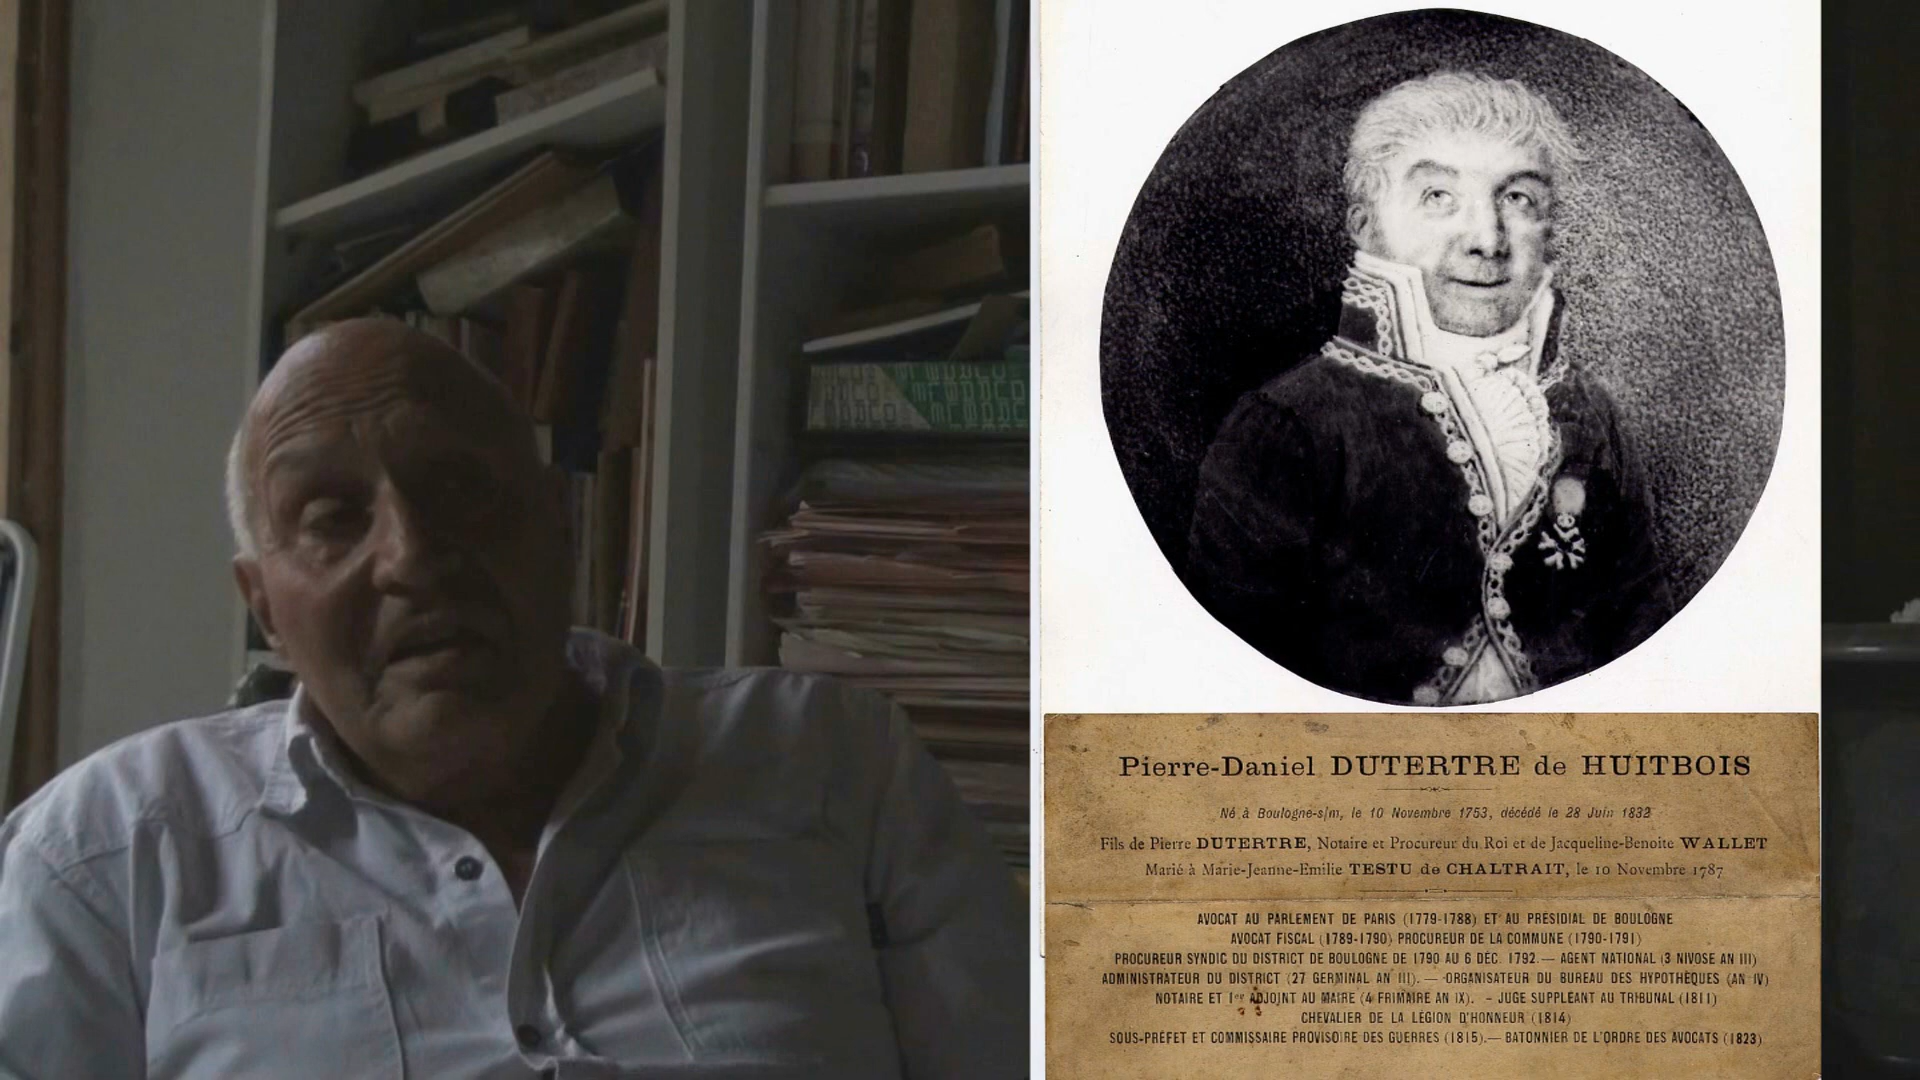 Pierre-Daniel DUTERTRE de HUITBOIS
Né à Boulogne-s/m, le 10 Novembre 1753, décédé le 28 Juin 1832
Fils de Pierre DUTERTRE, Notaire et Procureur du Roi et de Jacqueline-Benoite WALLET
Marié à Marie-Jeanne-Emilie TESTU de CHALTRAIT, le 10 Novembre 1787
AVOCAT AU PARLEMENT DE PARIS (1779-1788) ET AU PRÉSIDIAL DE BOULOGNE
AVOCAT FISCAL (1789-1790) PROCUREUR DE LA COMMUNE (1790-1791)
PROCUREUR SYNDIC DU DISTRICT DE BOULOGNE DE 1790 AU 6 DÉC. 1792. — AGENT NATIONAL (3 NIVOSE AN III)
ADMINISTRATEUR DU DISTRICT (27 GERMINAL AN III). — ORGANISATEUR DU BUREAU DES HYPOTHÈQUES (AN IV)
NOTAIRE ET 1er ADJOINT AU MAIRE (4 FRIMAIRE AN IX). - JUGE SUPPLEANT AU TRIBUNAL (1811)
CHEVALIER DE LA LÉGION D'HONNEUR (1814)
SOUS-PRÉFET ET COMMISSAIRE PROVISOIRE DES GUERRES (1815). — BATONNIER DE L'ORDRE DES AVOCATS (1823)